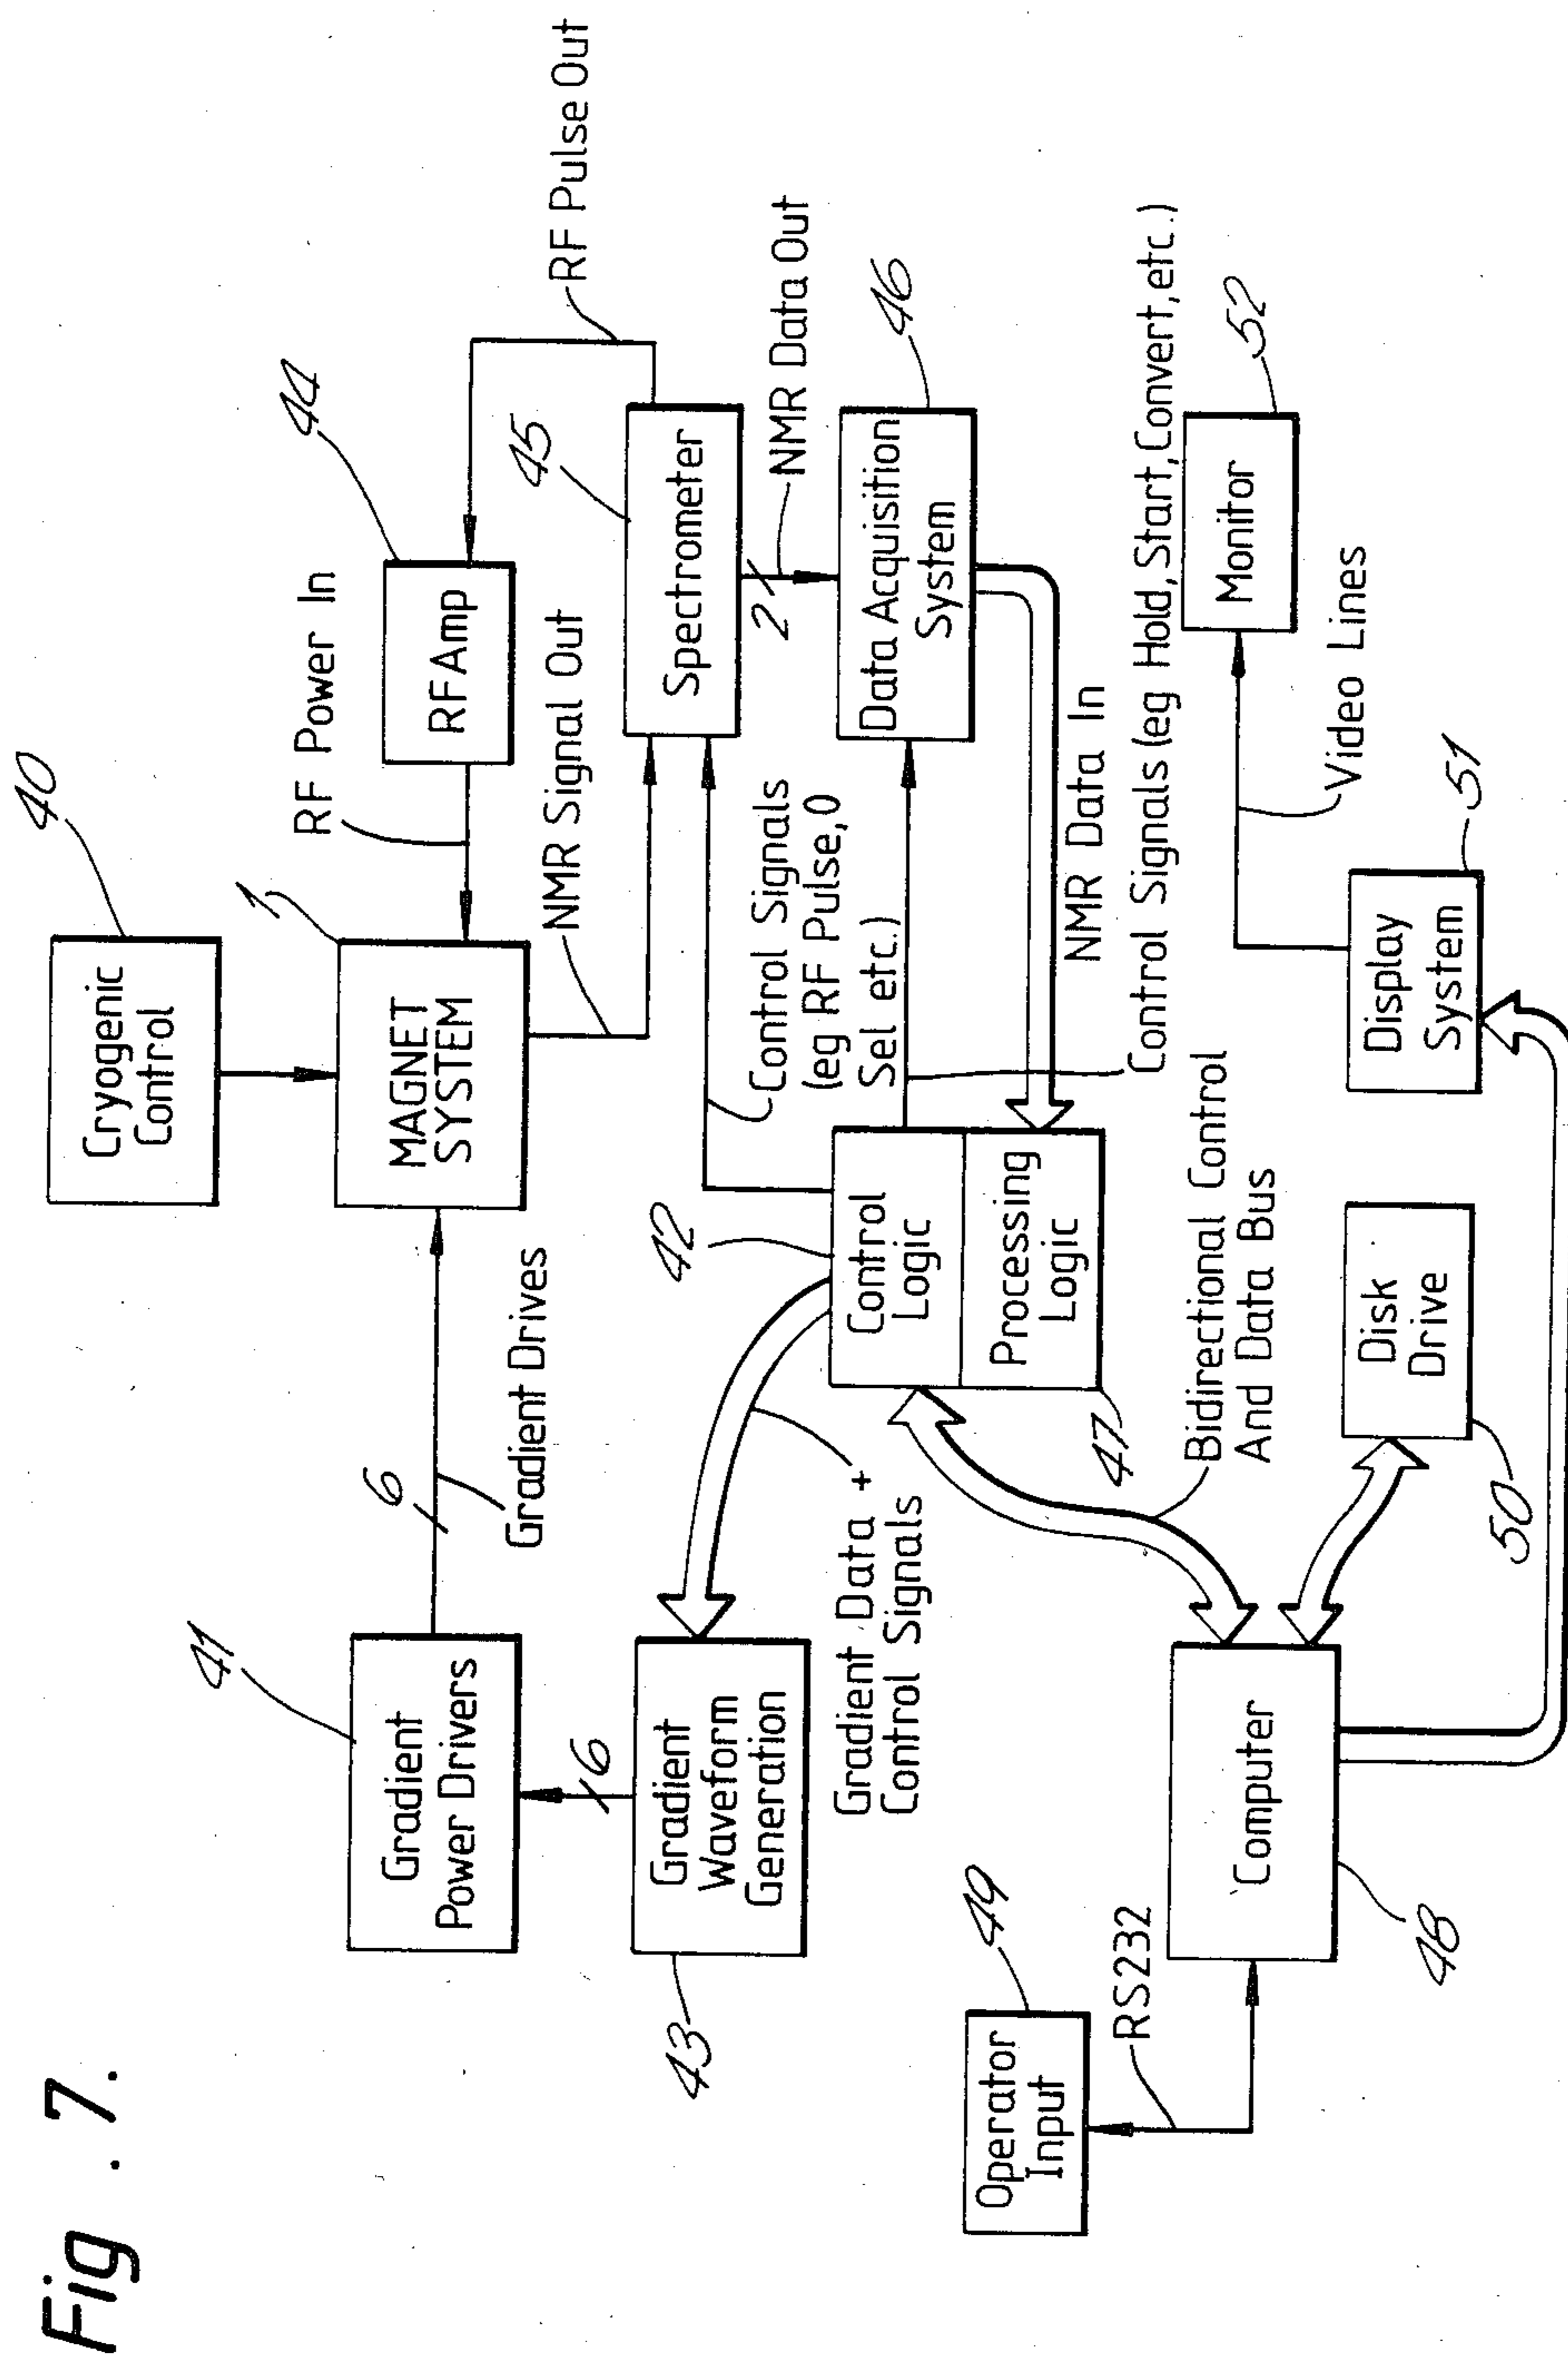 Fig. 7.
40
Cryogenic
Control
1
MAGNET
SYSTEM
RF Power In
44
RF Amp
RF Pulse Out
41
Gradient
Power Drivers
6
Gradient Drives
NMR Signal Out
45
Spectrometer
2
NMR Data Out
6
43
Gradient
Waveform
Generation
Gradient Data +
Control Signals
42
Control
Logic
Processing
Logic
47
Control Signals
(eg RF Pulse,0
Sel etc.)
46
Data Acquisition
System
NMR Data In
Control Signals (eg Hold,Start,Convert,etc.)
Bidirectional Control
And Data Bus
49
Operator
Input
RS232
Computer
48
Disk
Drive
50
Display
System
51
Video Lines
Monitor
52